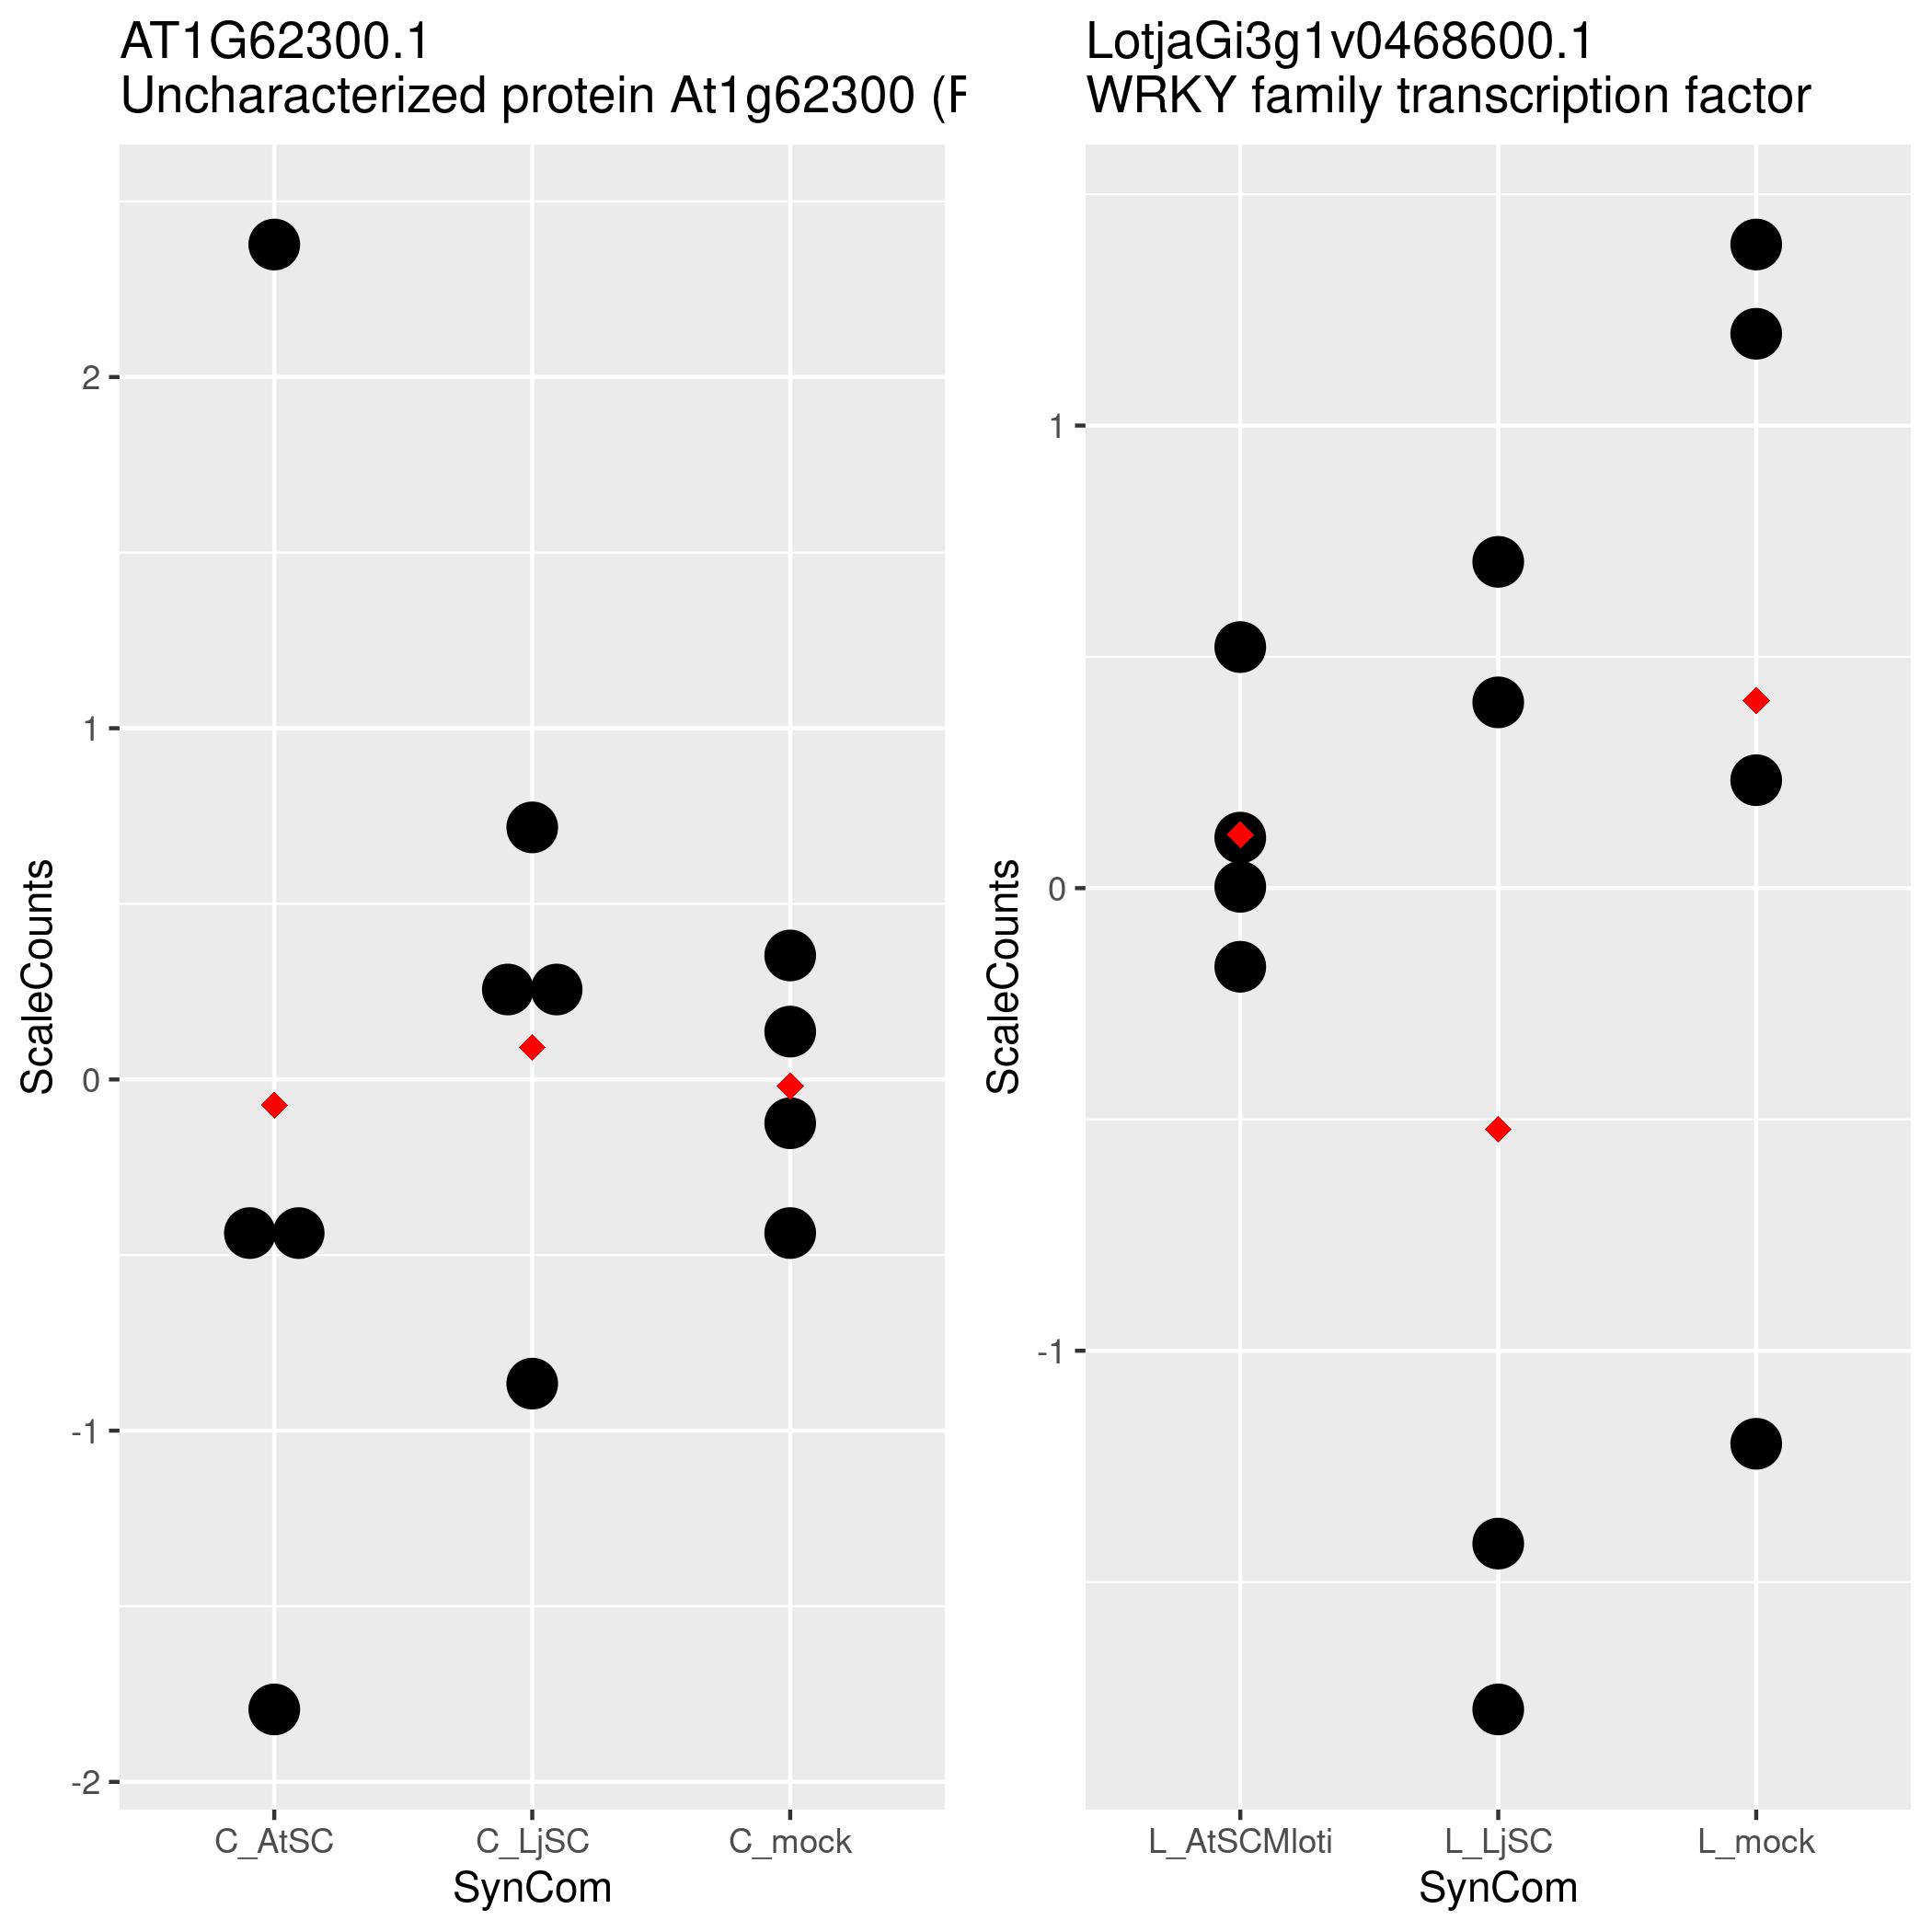 AT1G62300.1
Uncharacterized protein At1g62300 (F
ScaleCounts
2
1
0
-1
-2
C_AtSC C_LjSC C_mock
SynCom
LotjaGi3g1v0468600.1
WRKY family transcription factor
ScaleCounts
1
0
-1
L_AtSCMloti L_LjSC L_mock
SynCom